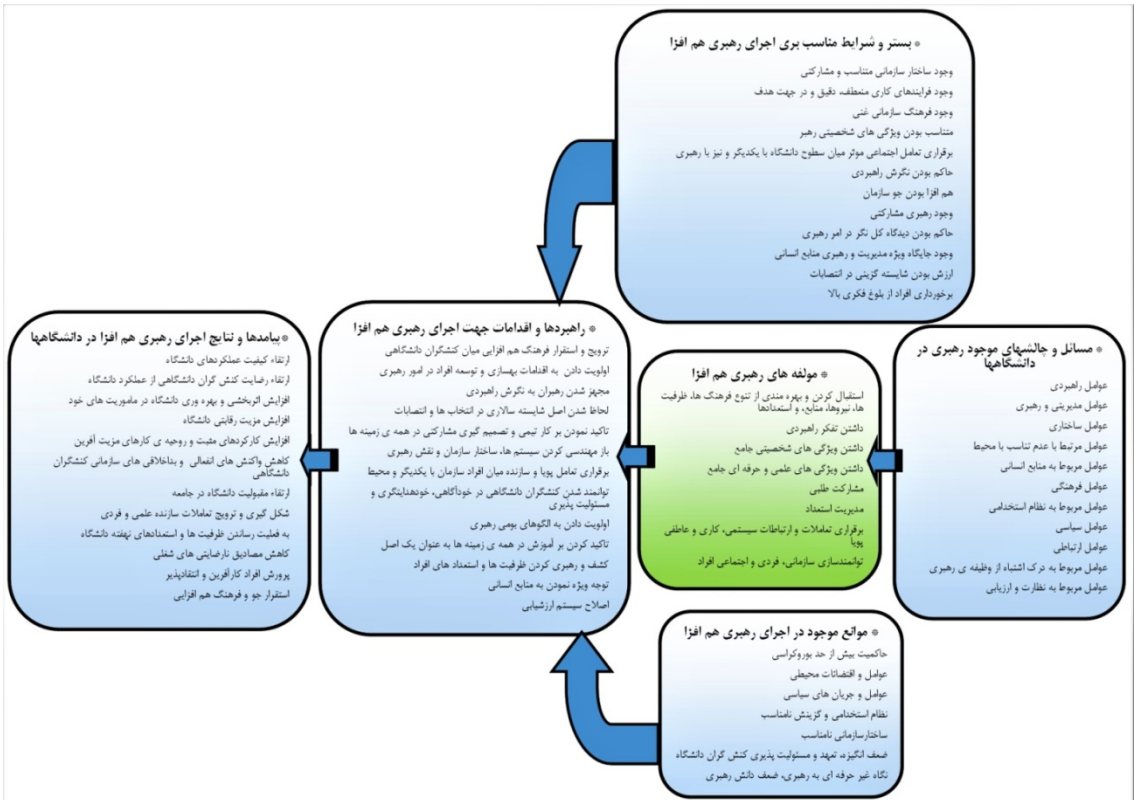 * بستر و شرایط مناسب بری اجرای رهبری هم افزا
وجود ساختار سازمانی متناسب و مشارکتی
وجود فرایندهای کاری منعطف، دقیق و در جهت هدف
وجود فرهنگ سازمانی غنی
متناسب بودن ویژگی های شخصیتی رهبر
برقراری تعامل اجتماعی موثر میان سطوح دانشگاه با یکدیگر و نیز با رهبری
حاکم بودن نگرش راهبردی
هم افزا بودن جو سازمان
وجود رهبری مشارکتی
حاکم بودن دیدگاه کل نگر در امر رهبری
وجود جایگاه ویژه مدیریت و رهبری منابع انسانی
ارزش بودن شایسته گزینی در انتصابات
برخورداری افراد از بلوغ فکری بالا
* مسائل و چالشهای موجود رهبری در
دانشگاهها
عوامل راهبردی
عوامل مدیریتی و رهبری
عوامل ساختاری
عوامل مرتبط با عدم تناسب با محیط
عوامل مربوط به منابع انسانی
عوامل فرهنگی
عوامل مربوط به نظام استخدامی
عوامل سیاسی
عوامل ارتباطی
عوامل مربوط به درک اشتباه از وظیفه ی رهبری
عوامل مربوط به نظارت و ارزیابی
* مولفه های رهبری هم افزا
استقبال کردن و بهره مندی از تنوع فرهنگ ها، ظرفیت
ها، نیروها، منابع، و استعدادها
داشتن تفکر راهبردی
داشتن ویژگی های شخصیتی جامع
داشتن ویژگی های علمی و حرفه ای جامع
مشارکت طلبی
مدیریت استعداد
برقراری تعاملات و ارتباطات سیستمی، کاری و عاطفی
پویا
توانمندسازی سازمانی، فردی و اجتماعی افراد
* راهبردها و اقدامات جهت اجرای رهبری هم افزا
ترویج و استقرار فرهنگ هم افزایی میان کنشگران دانشگاهی
اولویت دادن به اقدامات بهسازی و توسعه افراد در امور رهبری
مجهز شدن رهبران به نگرش راهبردی
لحاظ شدن اصل شایسته سالاری در انتخاب ها و انتصابات
تاکید نمودن بر کار تیمی و تصمیم گیری مشارکتی در همه ی زمینه ها
باز مهندسی کردن سیستم ها، ساختار سازمان و نقش رهبری
برقراری تعامل پویا و سازنده میان افراد سازمان با یکدیگر و محیط
توانمند شدن کنشگران دانشگاهی در خودآگاهی، خودهدایتگری و
مسئولیت پذیری
اولویت دادن به الگوهای بومی رهبری
تاکید کردن بر آموزش در همه ی زمینه ها به عنوان یک اصل
کشف و رهبری کردن ظرفیت ها و استعداد های افراد
توجه ویژه نمودن به منابع انسانی
اصلاح سیستم ارزشیابی
* پیامدها و نتایج اجرای رهبری هم افزا در دانشگاهها
ارتقاء کیفیت عملکردهای دانشگاه
ارتقاء رضایت کنش گران دانشگاهی از عملکرد دانشگاه
افزایش اثربخشی و بهره وری دانشگاه در ماموریت های خود
افزایش مزیت رقابتی دانشگاه
افزایش کارکردهای مثبت و روحیه ی کارهای مزیت آفرین
کاهش واکنش های انفعالی و بداخلاقی های سازمانی کنشگران
دانشگاهی
ارتقاء مقبولیت دانشگاه در جامعه
شکل گیری و ترویج تعاملات سازنده علمی و فردی
به فعلیت رساندن ظرفیت ها و استعدادهای نهفته دانشگاه
کاهش مصادیق نارضایتی های شغلی
پرورش افراد کارآفرین و انتقادپذیر
استقرار جو و فرهنگ هم افزایی
* موانع موجود در اجرای رهبری هم افزا
حاکمیت بیش از حد بوروکراسی
عوامل و اقتضائات محیطی
عوامل و جریان های سیاسی
نظام استخدامی و گزینش نامناسب
ساختارسازمانی نامناسب
ضعف انگیزه، تعهد و مسئولیت پذیری کنش گران دانشگاه
نگاه غیر حرفه ای به رهبری، ضعف دانش رهبری